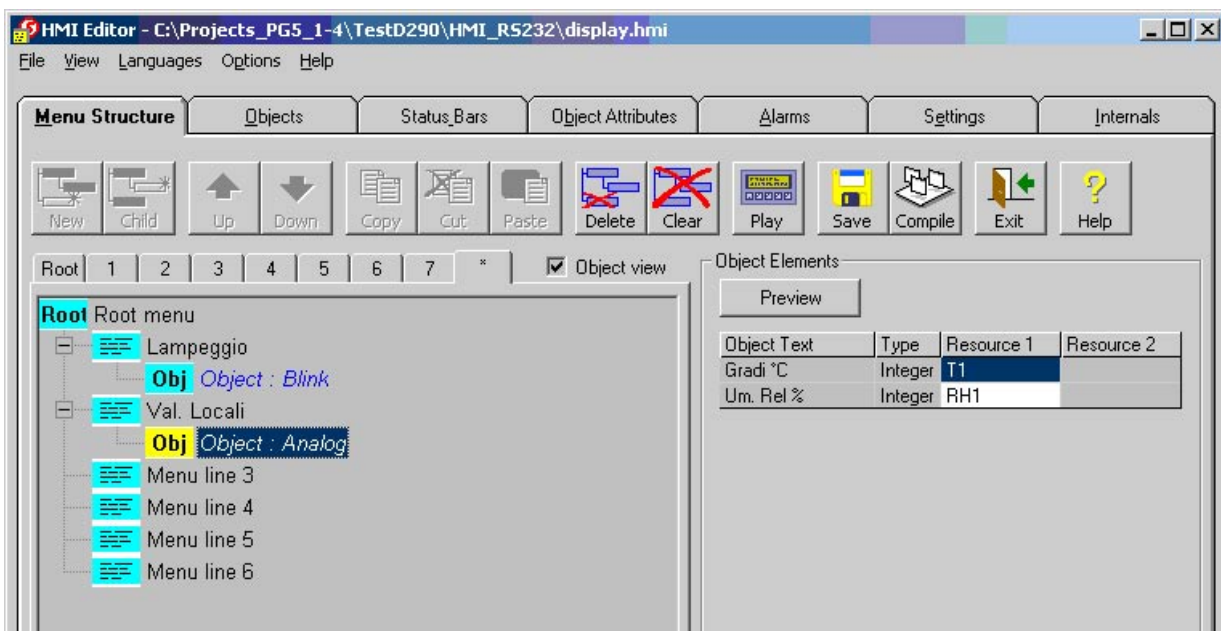 HMI Editor - C:\Projects_PG5_1-4\TestD290\HMI_RS232\display.hmi
File View Languages Options Help
Menu Structure Objects Status Bars Object Attributes Alarms Settings Internals
New Child Up Down Copy Cut Paste Delete Clear Play Save Compile Exit Help
Root 1 2 3 4 5 6 7 * Object view
Root Root menu
Lampeggio
Obj Object : Blink
Val. Locali
Obj Object : Analog
Menu line 3
Menu line 4
Menu line 5
Menu line 6
Object Elements
Preview
Object Text Type Resource 1 Resource 2
Gradi °C Integer T1
Um. Rel % Integer RH1